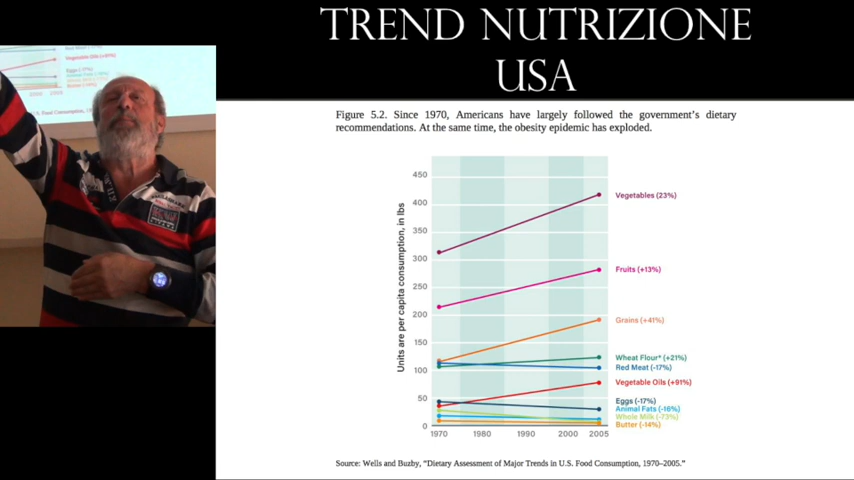 TREND NUTRIZIONE
USA
Figure 5.2. Since 1970, Americans have largely followed the government's dietary
recommendations. At the same time, the obesity epidemic has exploded.
Units are per capita consumption, in lbs
450
400
350
300
250
200
150
100
50
0
1970 1980 1990 2000 2005
Vegetables (23%)
Fruits (+13%)
Grains (+41%)
Wheat Flour* (+21%)
Red Meat (-17%)
Vegetable Oils (+91%)
Eggs (-17%)
Animal Fats (-16%)
Whole Milk (-73%)
Butter (-14%)
Source: Wells and Buzby, "Dietary Assessment of Major Trends in U.S. Food Consumption, 1970–2005."